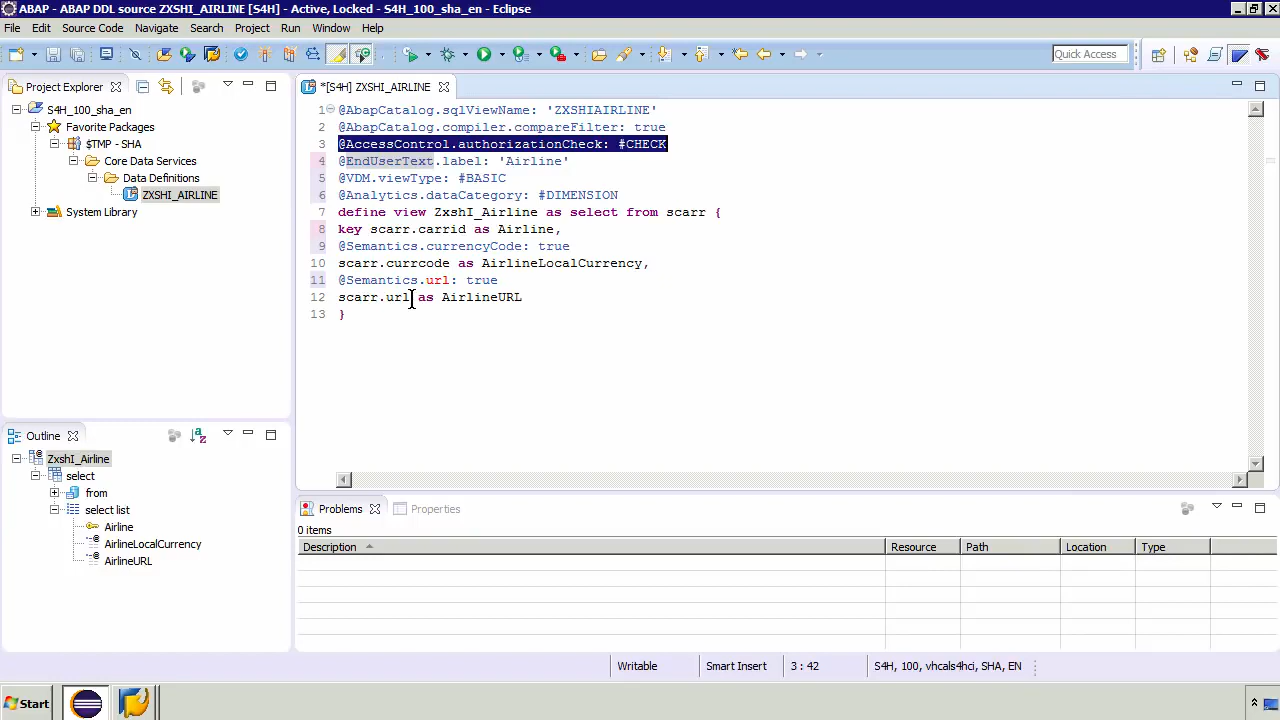 ABAP - ABAP DDL source ZXSHI_AIRLINE [S4H] - Active, Locked - S4H_100_sha_en - Eclipse
File Edit Source Code Navigate Search Project Run Window Help
Quick Access
Project Explorer
*[S4H] ZXSHI_AIRLINE
S4H_100_sha_en
Favorite Packages
$TMP - SHA
Core Data Services
Data Definitions
ZXSHI_AIRLINE
System Library
1 @AbapCatalog.sqlViewName: 'ZXSHIAIRLINE'
2 @AbapCatalog.compiler.compareFilter: true
3 @AccessControl.authorizationCheck: #CHECK
4 @EndUserText.label: 'Airline'
5 @VDM.viewType: #BASIC
6 @Analytics.dataCategory: #DIMENSION
7 define view ZxshI_Airline as select from scarr {
8 key scarr.carrid as Airline,
9 @Semantics.currencyCode: true
10 scarr.currcode as AirlineLocalCurrency,
11 @Semantics.url: true
12 scarr.url as AirlineURL
13 }
Outline
ZxshI_Airline
select
from
select list
Airline
AirlineLocalCurrency
AirlineURL
Problems Properties
0 items
Description Resource Path Location Type
Writable Smart Insert 3 : 42 S4H, 100, vhcals4hci, SHA, EN
Start